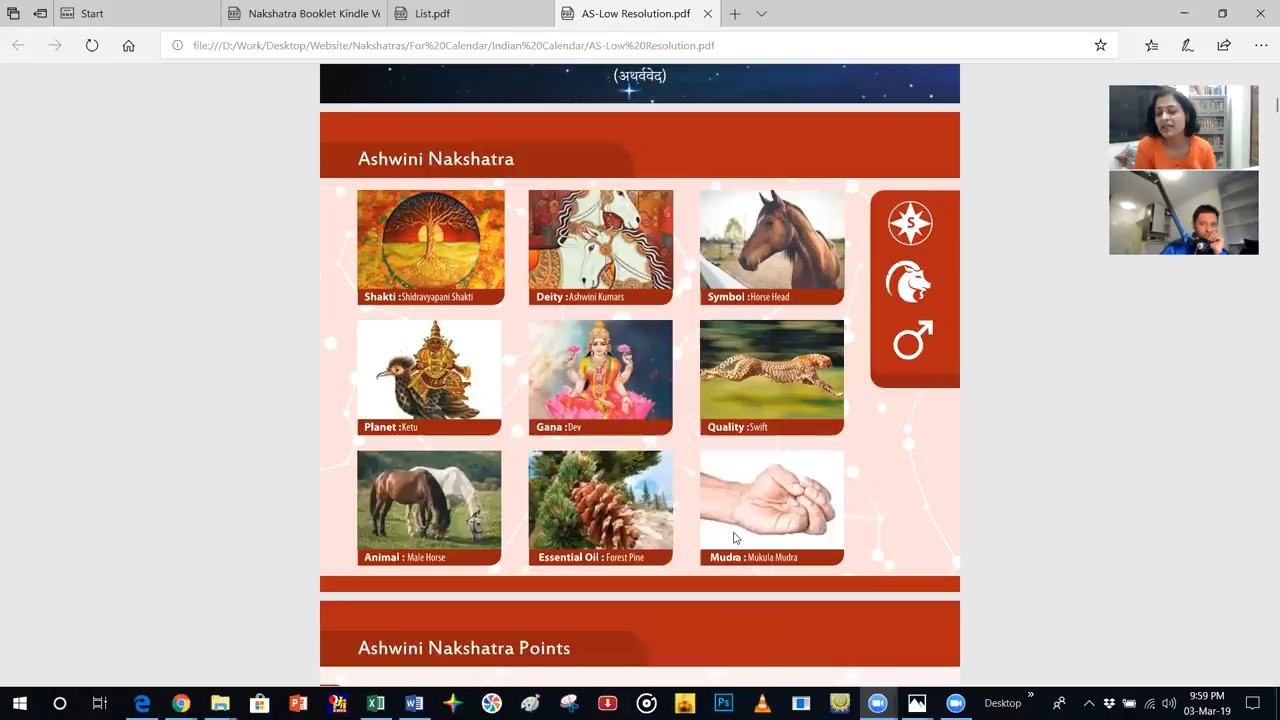 Start
Nakshatra Booklet Kindle Ver
Nakshatra Booklet.pdf
AS-Low Resolution.pdf
file:///D:/Work/Desktop/Website/Nakshatras/For%20Calendar/Indian%20Calendar/AS-Low%20Resolution.pdf
(अथर्ववेद)
Ashwini Nakshatra
S
Shakti : Shidravyapani Shakti
Deity : Ashwini Kumars
Symbol : Horse Head
Planet : Ketu
Gana : Dev
Quality : Swift
Animal : Male Horse
Essential Oil : Forest Pine
Mudra : Mukula Mudra
Ashwini Nakshatra Points
Desktop
9:59 PM
03-Mar-19